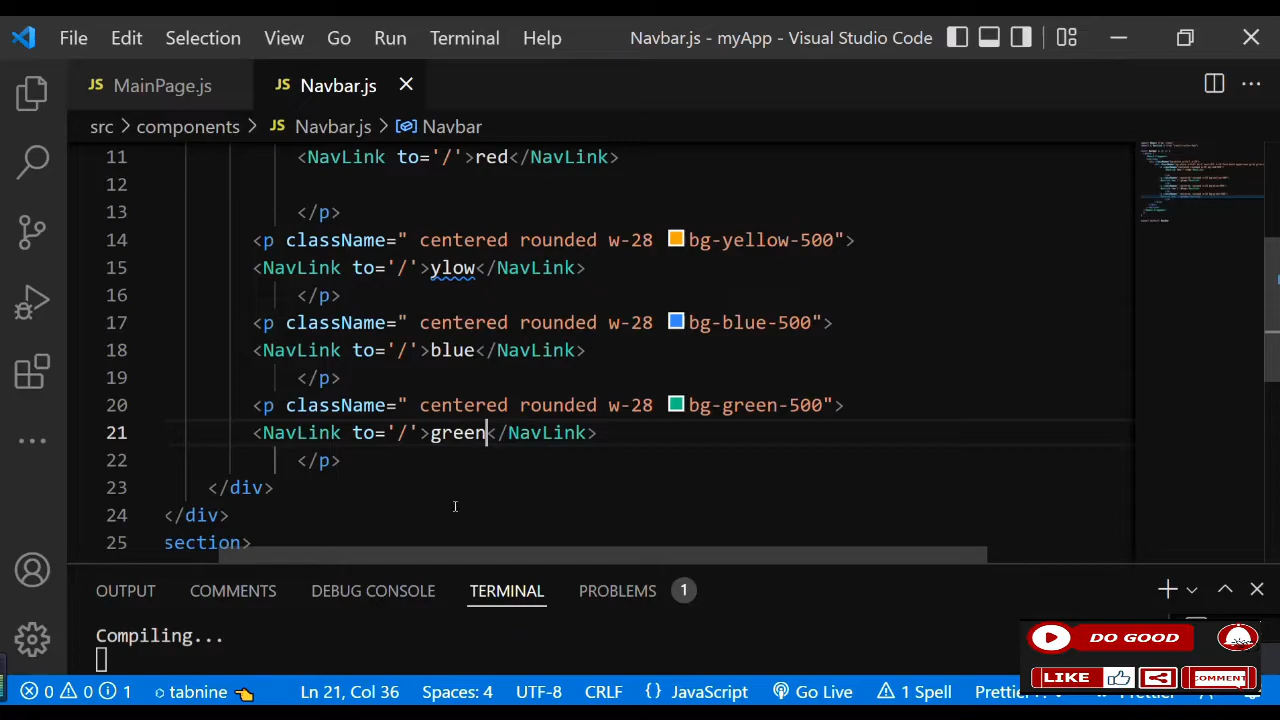 File Edit Selection View Go Run Terminal Help Navbar.js - myApp - Visual Studio Code
JS MainPage.js JS Navbar.js
src > components > JS Navbar.js > Navbar
11 <NavLink to='/'>red</NavLink>
12
13 </p>
14 <p className=" centered rounded w-28 bg-yellow-500">
15 <NavLink to='/'>ylow</NavLink>
16 </p>
17 <p className=" centered rounded w-28 bg-blue-500">
18 <NavLink to='/'>blue</NavLink>
19 </p>
20 <p className=" centered rounded w-28 bg-green-500">
21 <NavLink to='/'>green</NavLink>
22 </p>
23 </div>
24 </div>
25 section>
OUTPUT COMMENTS DEBUG CONSOLE TERMINAL PROBLEMS 1
Compiling...
DO GOOD
LIKE COMMENT
0 0 1 tabnine Ln 21, Col 36 Spaces: 4 UTF-8 CRLF {} JavaScript Go Live 1 Spell Prettier